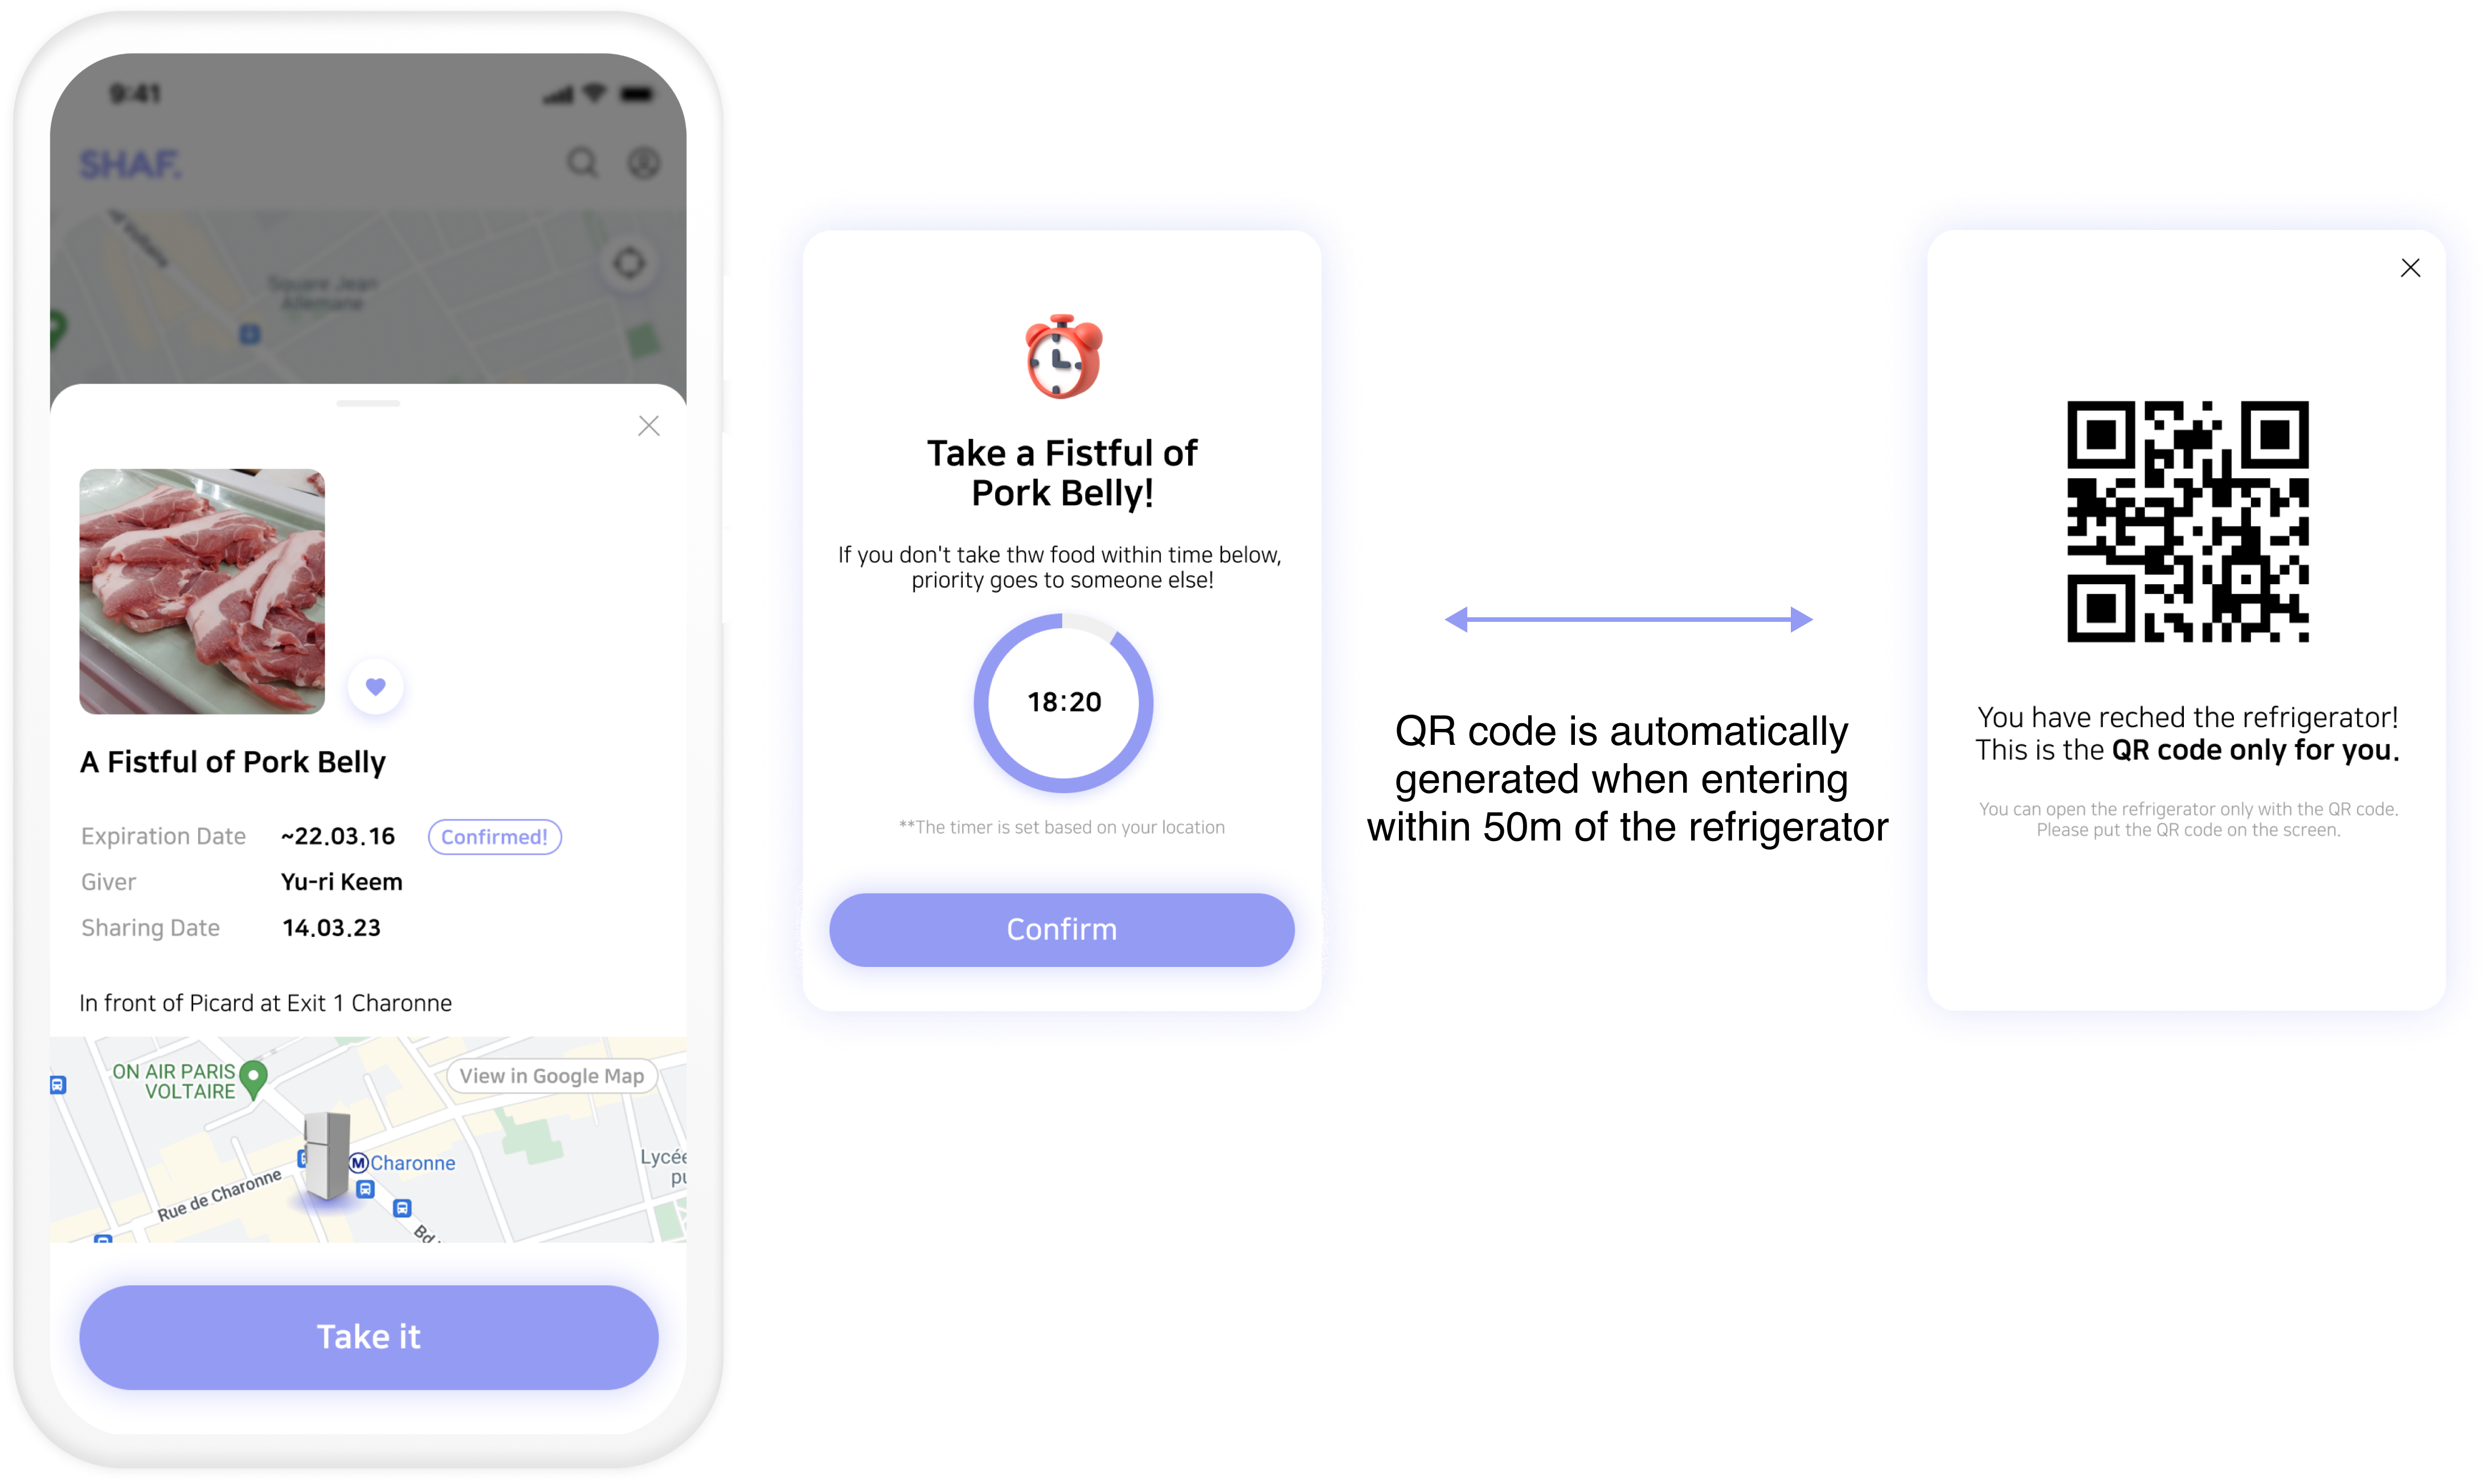 9:41
SHAF.
Voltaire
Square Jean
Allemane
A Fistful of Pork Belly
Expiration Date ~22.03.16 Confirmed!
Giver Yu-ri Keem
Sharing Date 14.03.23
In front of Picard at Exit 1 Charonne
ON AIR PARIS
VOLTAIRE
View in Google Map
M Charonne
Lycée
Rue de Charonne
Bd
Take it
Take a Fistful of
Pork Belly!
If you don't take thw food within time below,
priority goes to someone else!
18:20
**The timer is set based on your location
Confirm
QR code is automatically
generated when entering
within 50m of the refrigerator
You have reched the refrigerator!
This is the QR code only for you.
You can open the refrigerator only with the QR code.
Please put the QR code on the screen.